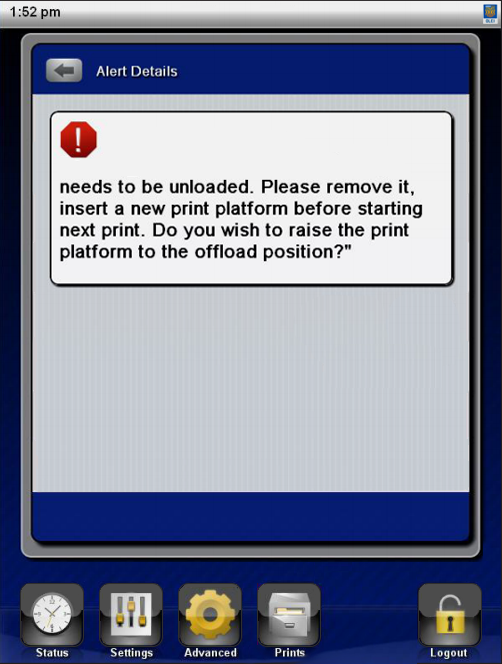 1:52 pm
Alert Details
needs to be unloaded. Please remove it,
insert a new print platform before starting
next print. Do you wish to raise the print
platform to the offload position?"
Status
Settings
Advanced
Prints
Logout